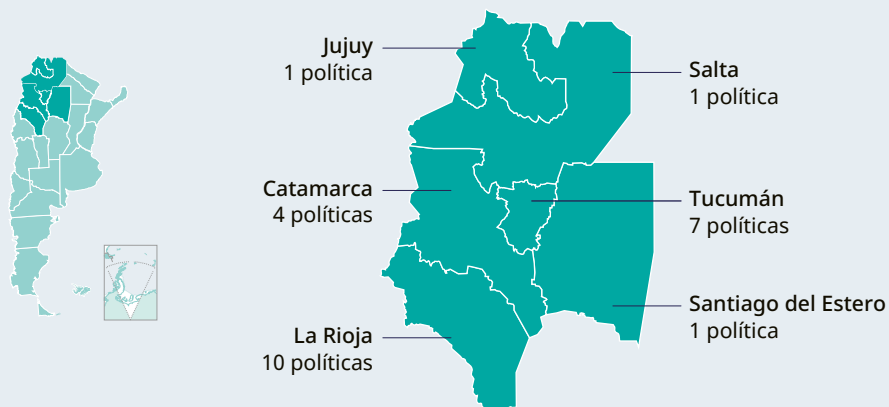 Jujuy
1 política
Salta
1 política
Catamarca
4 políticas
Tucumán
7 políticas
Santiago del Estero
1 política
La Rioja
10 políticas